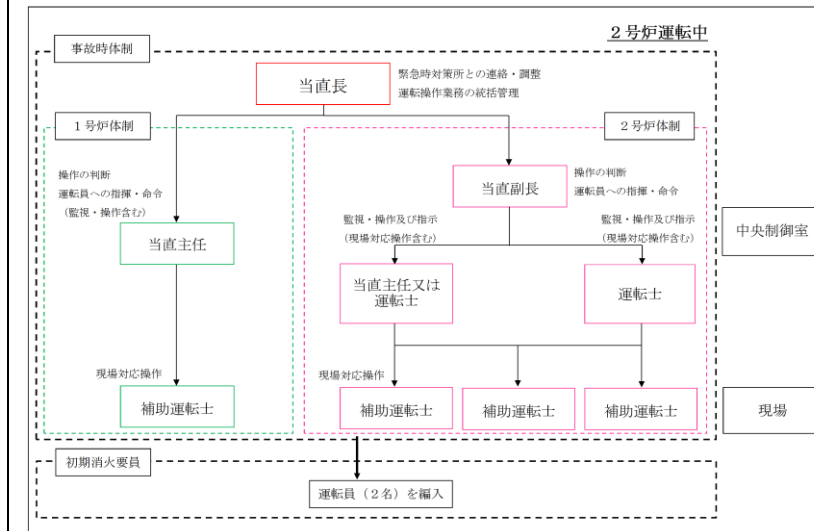 ２号炉運転中
事故時体制
当直長
緊急時対策所との連絡・調整
運転操作業務の統括管理
１号炉体制
２号炉体制
操作の判断
運転員への指揮・命令
（監視・操作含む）
当直主任
操作の判断
運転員への指揮・命令
当直副長
監視・操作及び指示
（現場対応操作含む）
監視・操作及び指示
（現場対応操作含む）
中央制御室
当直主任又は
運転士
運転士
現場対応操作
現場対応操作
補助運転士
補助運転士
補助運転士
補助運転士
現場
初期消火要員
運転員（２名）を編入